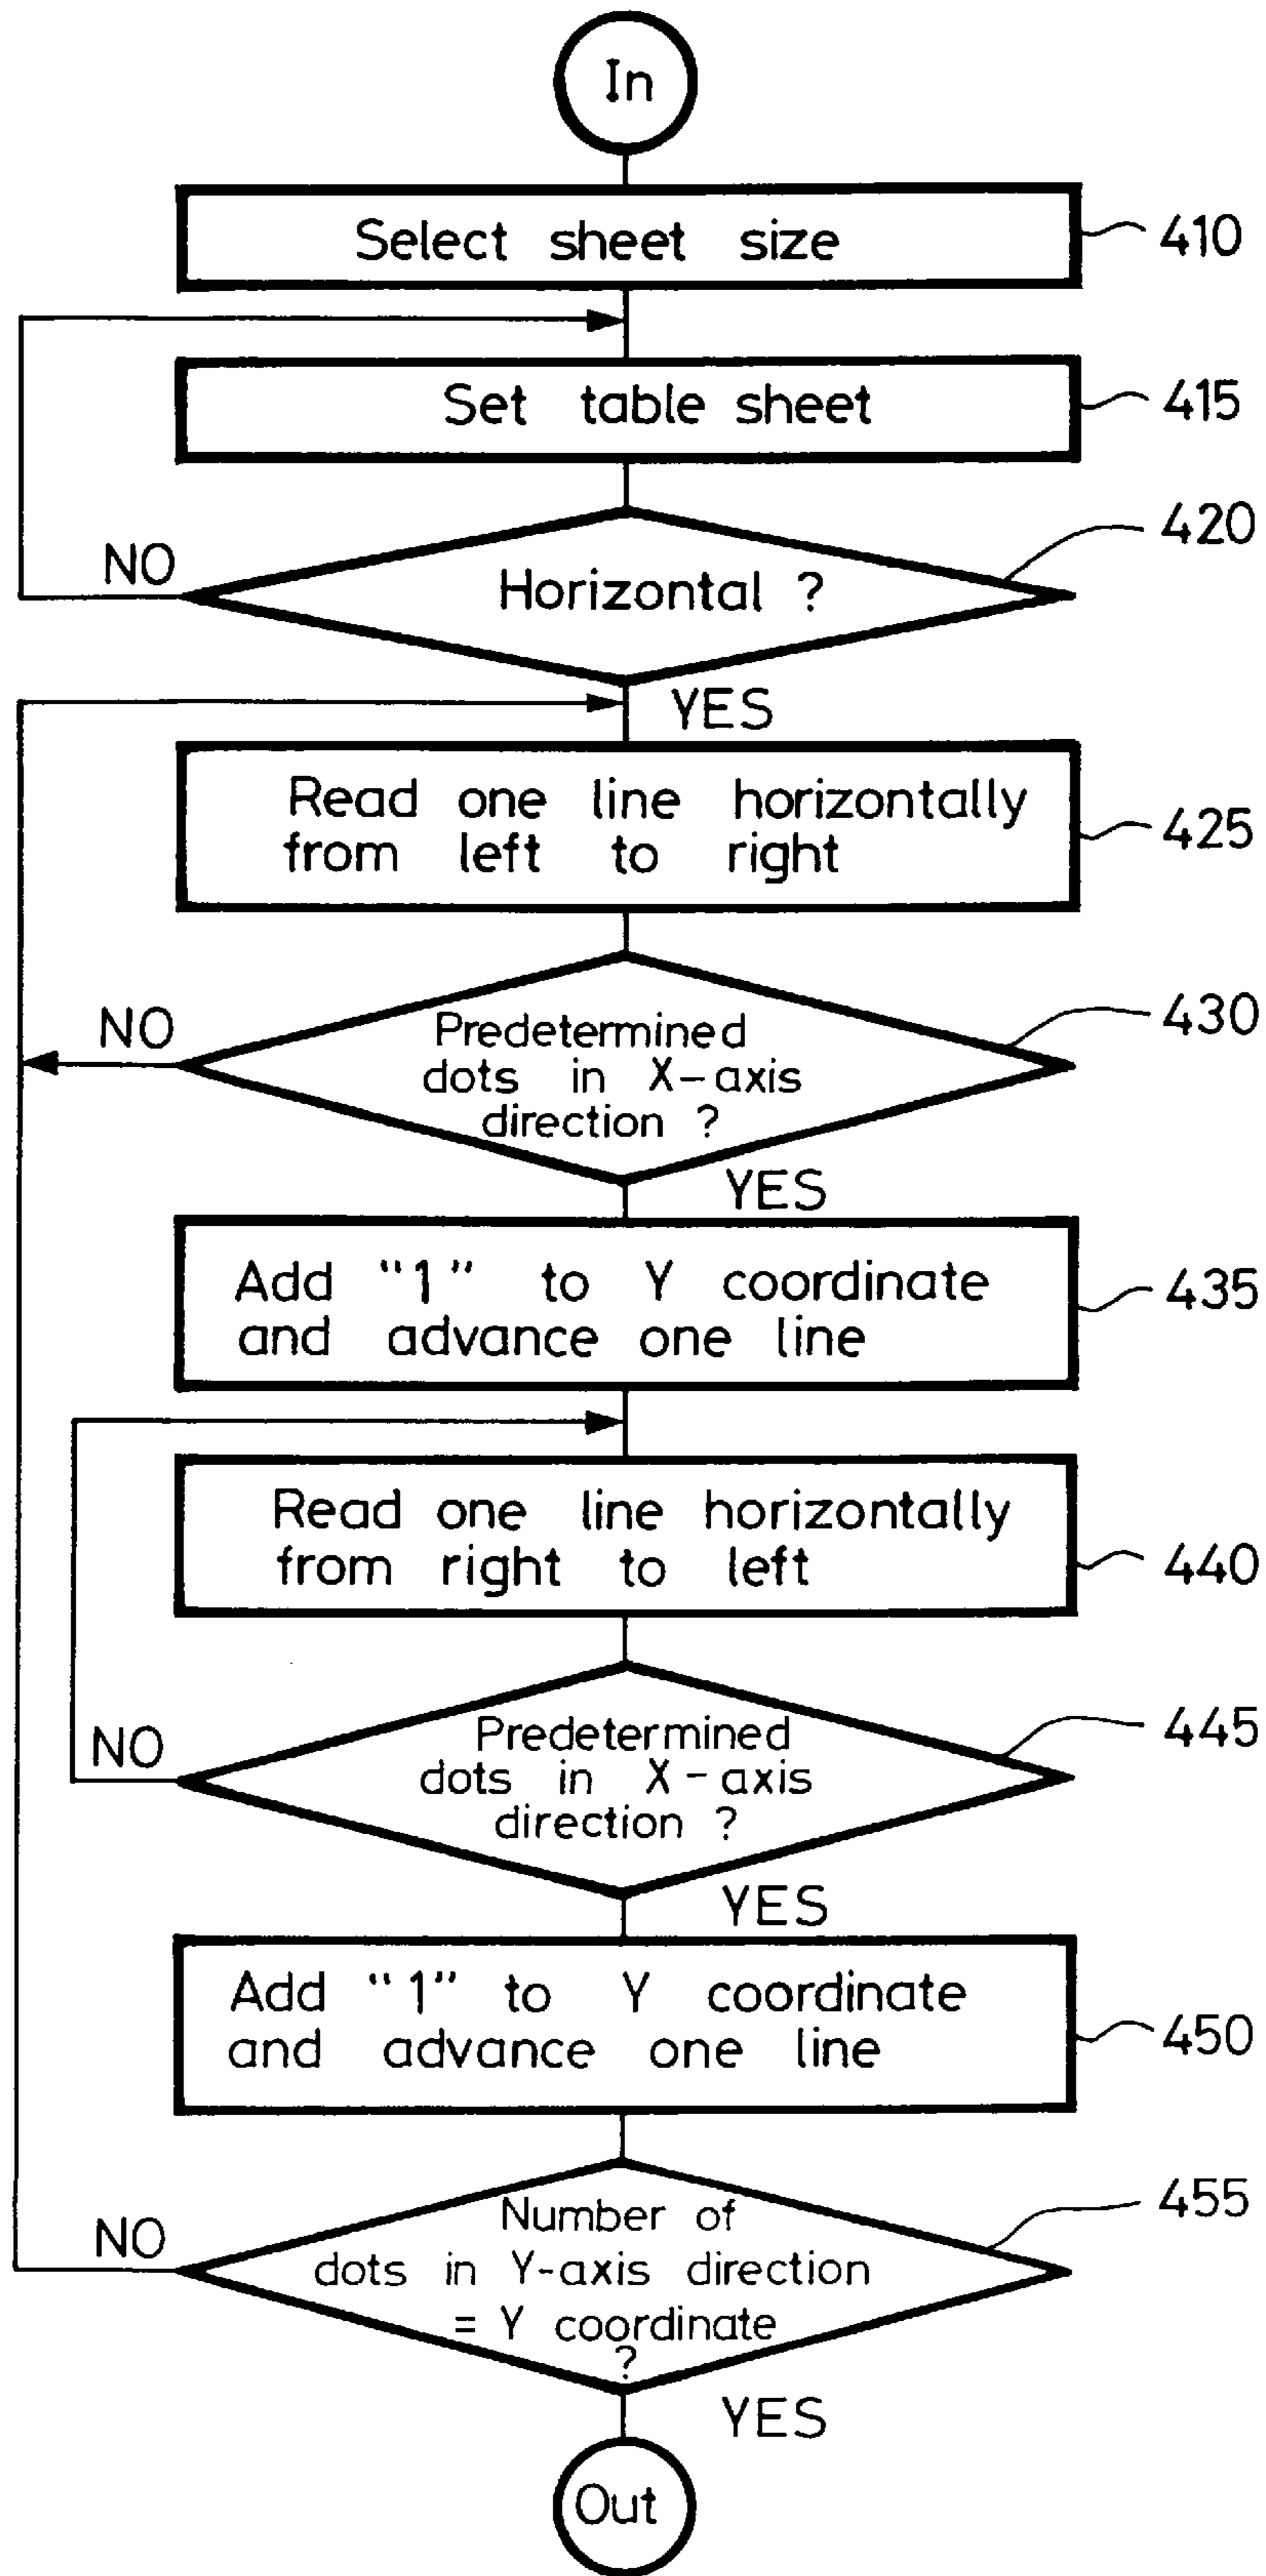 In
Select sheet size
410
Set table sheet
415
420
NO
Horizontal ?
YES
Read one line horizontally
from left to right
425
NO
Predetermined
dots in X-axis
direction ?
430
YES
Add "1" to Y coordinate
and advance one line
435
Read one line horizontally
from right to left
440
NO
Predetermined
dots in X-axis
direction ?
445
YES
Add "1" to Y coordinate
and advance one line
450
NO
Number of
dots in Y-axis direction
= Y coordinate
?
455
YES
Out